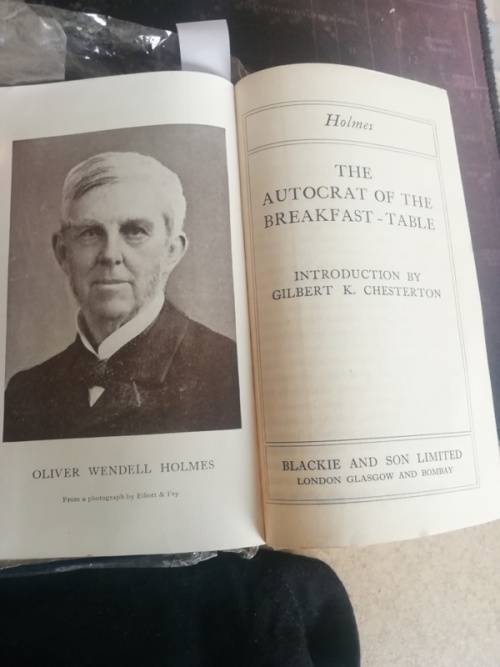 OLIVER WENDELL HOLMES
From a photograph by Elliott & Fry
Holmes
THE
AUTOCRAT OF THE
BREAKFAST-TABLE
INTRODUCTION BY
GILBERT K. CHESTERTON
BLACKIE AND SON LIMITED
LONDON GLASGOW AND BOMBAY